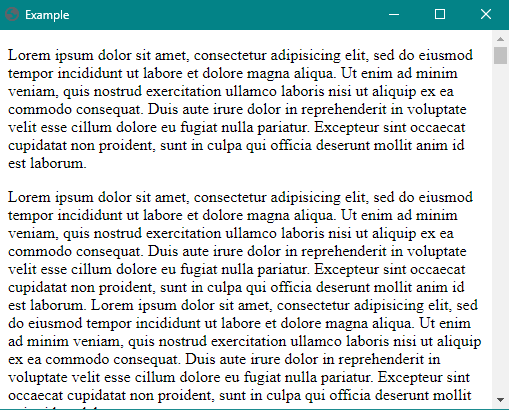 Example
Lorem ipsum dolor sit amet, consectetur adipisicing elit, sed do eiusmod
tempor incididunt ut labore et dolore magna aliqua. Ut enim ad minim
veniam, quis nostrud exercitation ullamco laboris nisi ut aliquip ex ea
commodo consequat. Duis aute irure dolor in reprehenderit in voluptate
velit esse cillum dolore eu fugiat nulla pariatur. Excepteur sint occaecat
cupidatat non proident, sunt in culpa qui officia deserunt mollit anim id
est laborum.
Lorem ipsum dolor sit amet, consectetur adipisicing elit, sed do eiusmod
tempor incididunt ut labore et dolore magna aliqua. Ut enim ad minim
veniam, quis nostrud exercitation ullamco laboris nisi ut aliquip ex ea
commodo consequat. Duis aute irure dolor in reprehenderit in voluptate
velit esse cillum dolore eu fugiat nulla pariatur. Excepteur sint occaecat
cupidatat non proident, sunt in culpa qui officia deserunt mollit anim id
est laborum. Lorem ipsum dolor sit amet, consectetur adipisicing elit, sed
do eiusmod tempor incididunt ut labore et dolore magna aliqua. Ut enim
ad minim veniam, quis nostrud exercitation ullamco laboris nisi ut aliquip
ex ea commodo consequat. Duis aute irure dolor in reprehenderit in
voluptate velit esse cillum dolore eu fugiat nulla pariatur. Excepteur sint
occaecat cupidatat non proident, sunt in culpa qui officia deserunt mollit